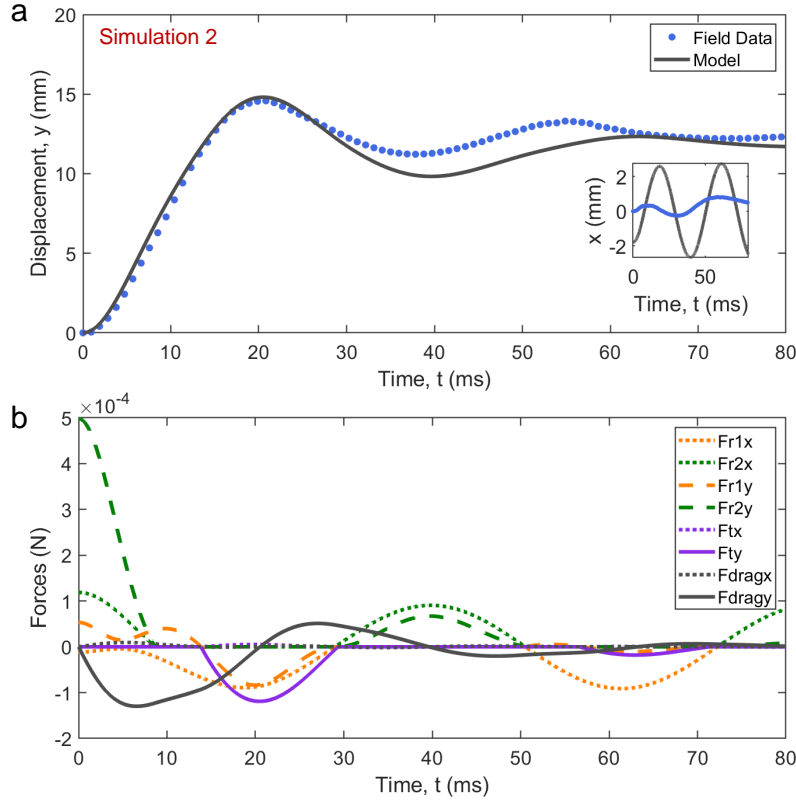 a
Simulation 2
Field Data
Model
Displacement, y (mm)
20
15
10
5
0
0 10 20 30 40 50 60 70 80
Time, t (ms)
x (mm)
2
0
-2
0 50
Time, t (ms)
b
×10⁻⁴
Forces (N)
5
4
3
2
1
0
-1
-2
0 10 20 30 40 50 60 70 80
Time, t (ms)
Fr1x
Fr2x
Fr1y
Fr2y
Ftx
Fty
Fdragx
Fdragy